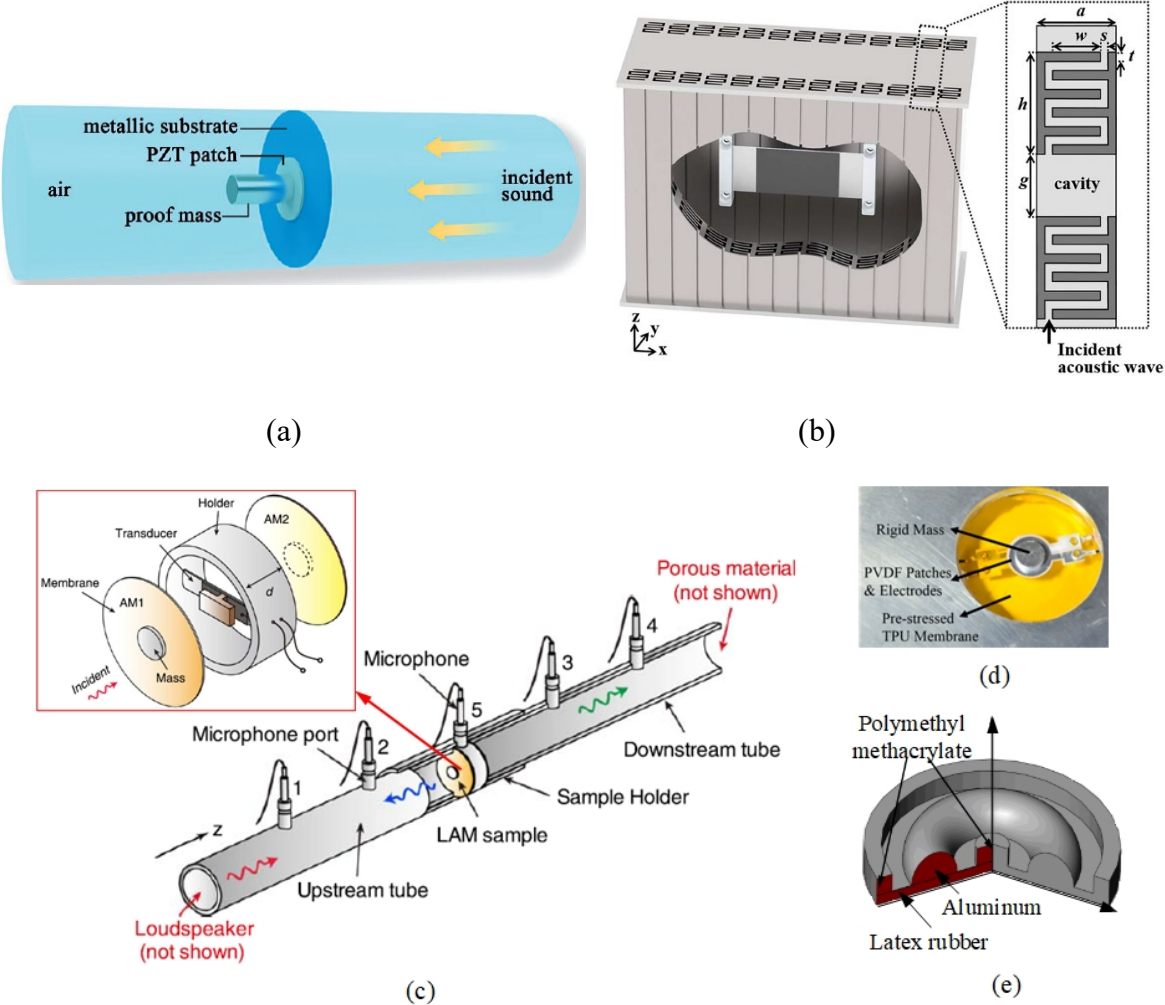 metallic substrate
PZT patch
air
proof mass
incident
sound
(a)
a
w
s
t
h
g
cavity
z
y
x
Incident
acoustic wave
(b)
Holder
AM2
Transducer
Membrane
AM1
d
Mass
Incident
Porous material
(not shown)
4
3
Microphone
5
Microphone port
2
1
Downstream tube
Sample Holder
LAM sample
z
Upstream tube
Loudspeaker
(not shown)
(c)
Rigid Mass
PVDF Patches
& Electrodes
Pre-stressed
TPU Membrane
(d)
Polymethyl
methacrylate
Aluminum
Latex rubber
(e)